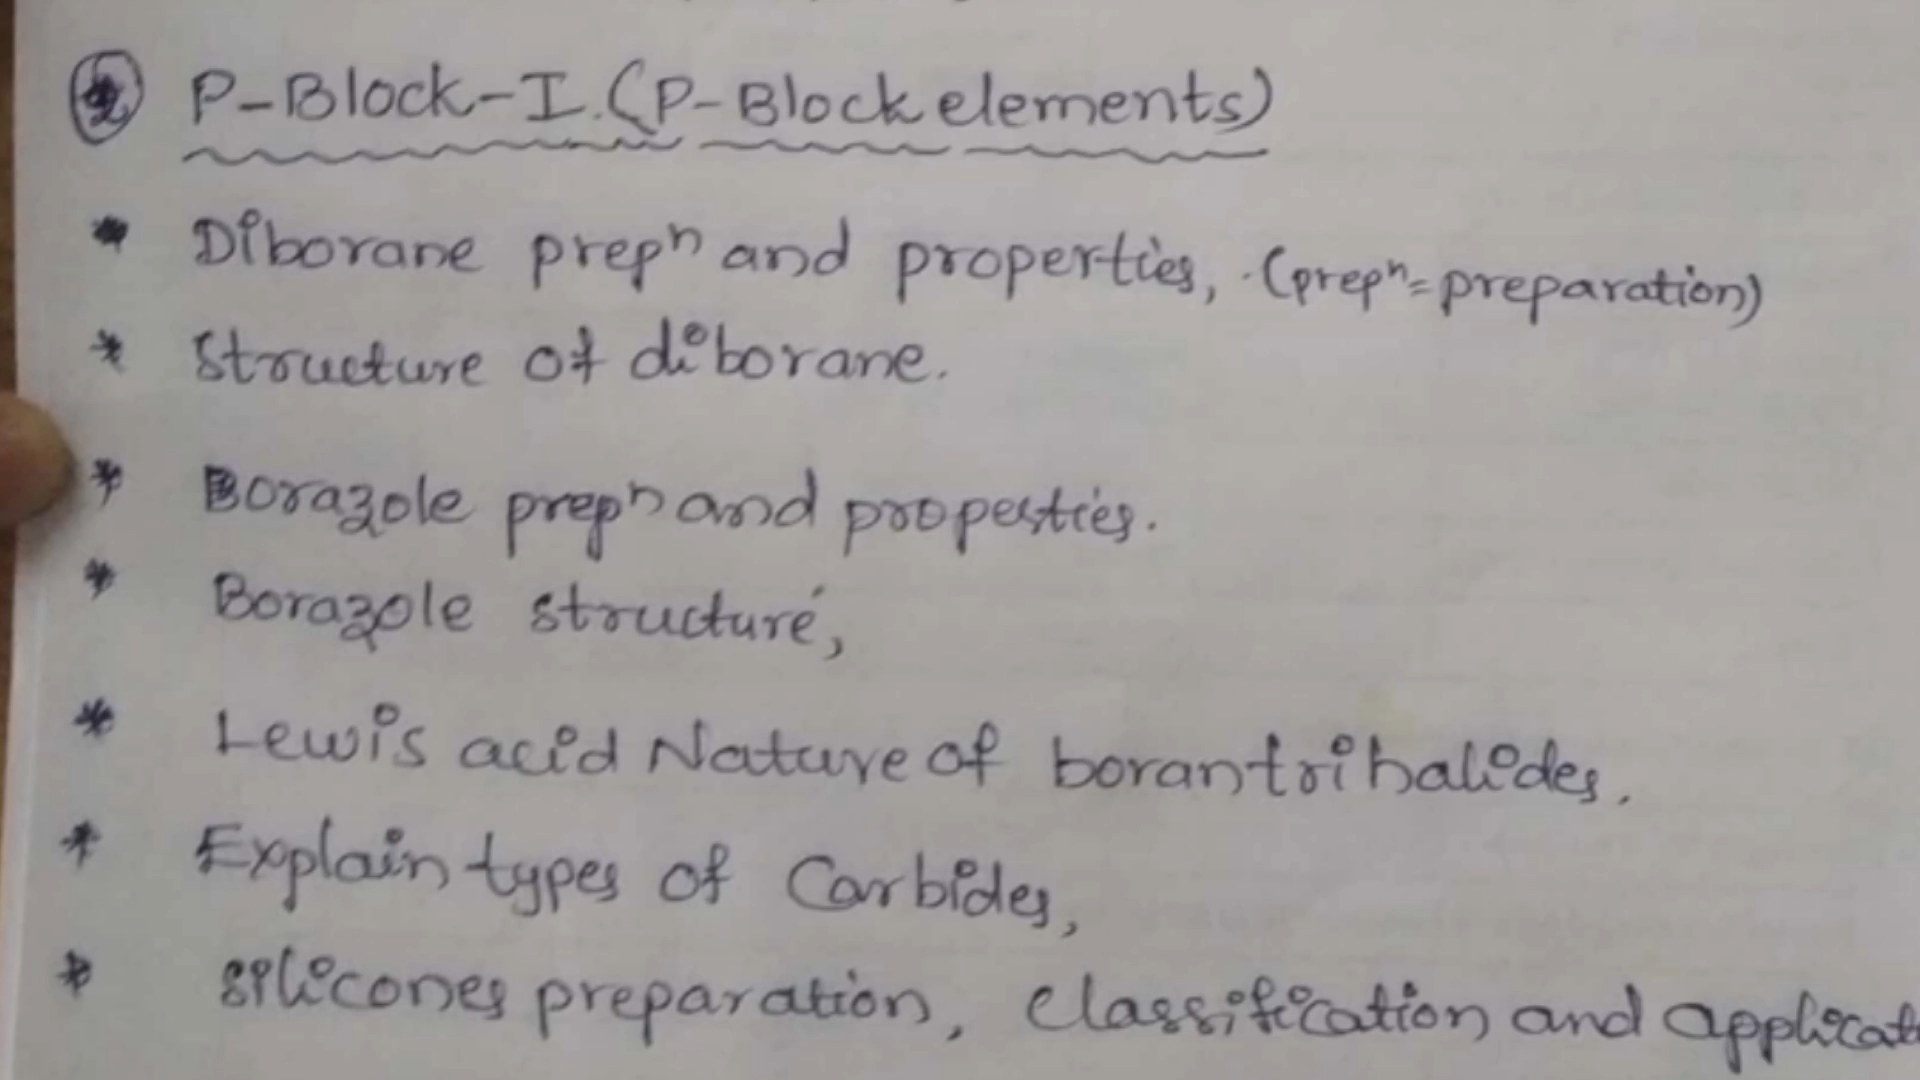 P-Block-I.(P-Block elements)
* Diborane prepⁿ and properties, (prepⁿ=preparation)
* Structure of diborane.
* Borazole prepⁿ and properties.
* Borazole structure,
* Lewis acid Nature of borantrihalides.
* Explain types of Carbides,
* Silicones preparation, Classification and applicat